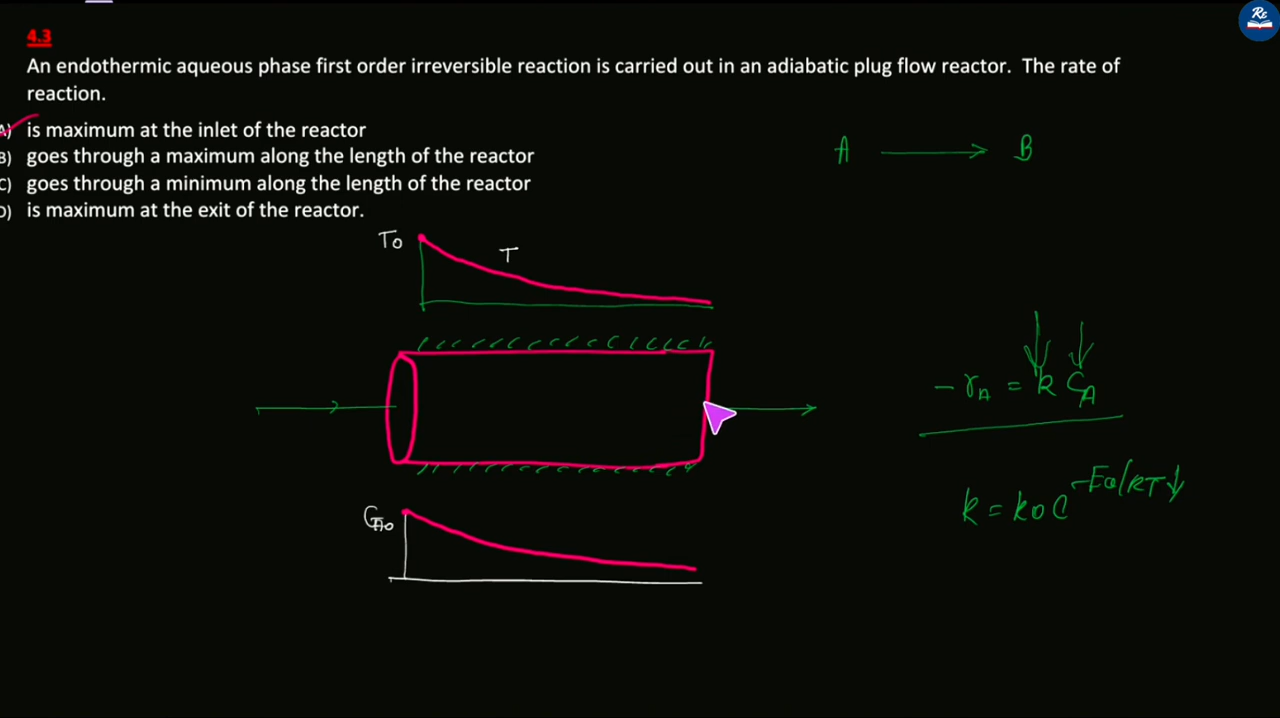 Re
4.3
An endothermic aqueous phase first order irreversible reaction is carried out in an adiabatic plug flow reactor. The rate of
reaction.
A) is maximum at the inlet of the reactor
B) goes through a maximum along the length of the reactor
C) goes through a minimum along the length of the reactor
D) is maximum at the exit of the reactor.
A → B
To
T
-rA = k CA
k = k0 e^-Ea/RT↓
CA0